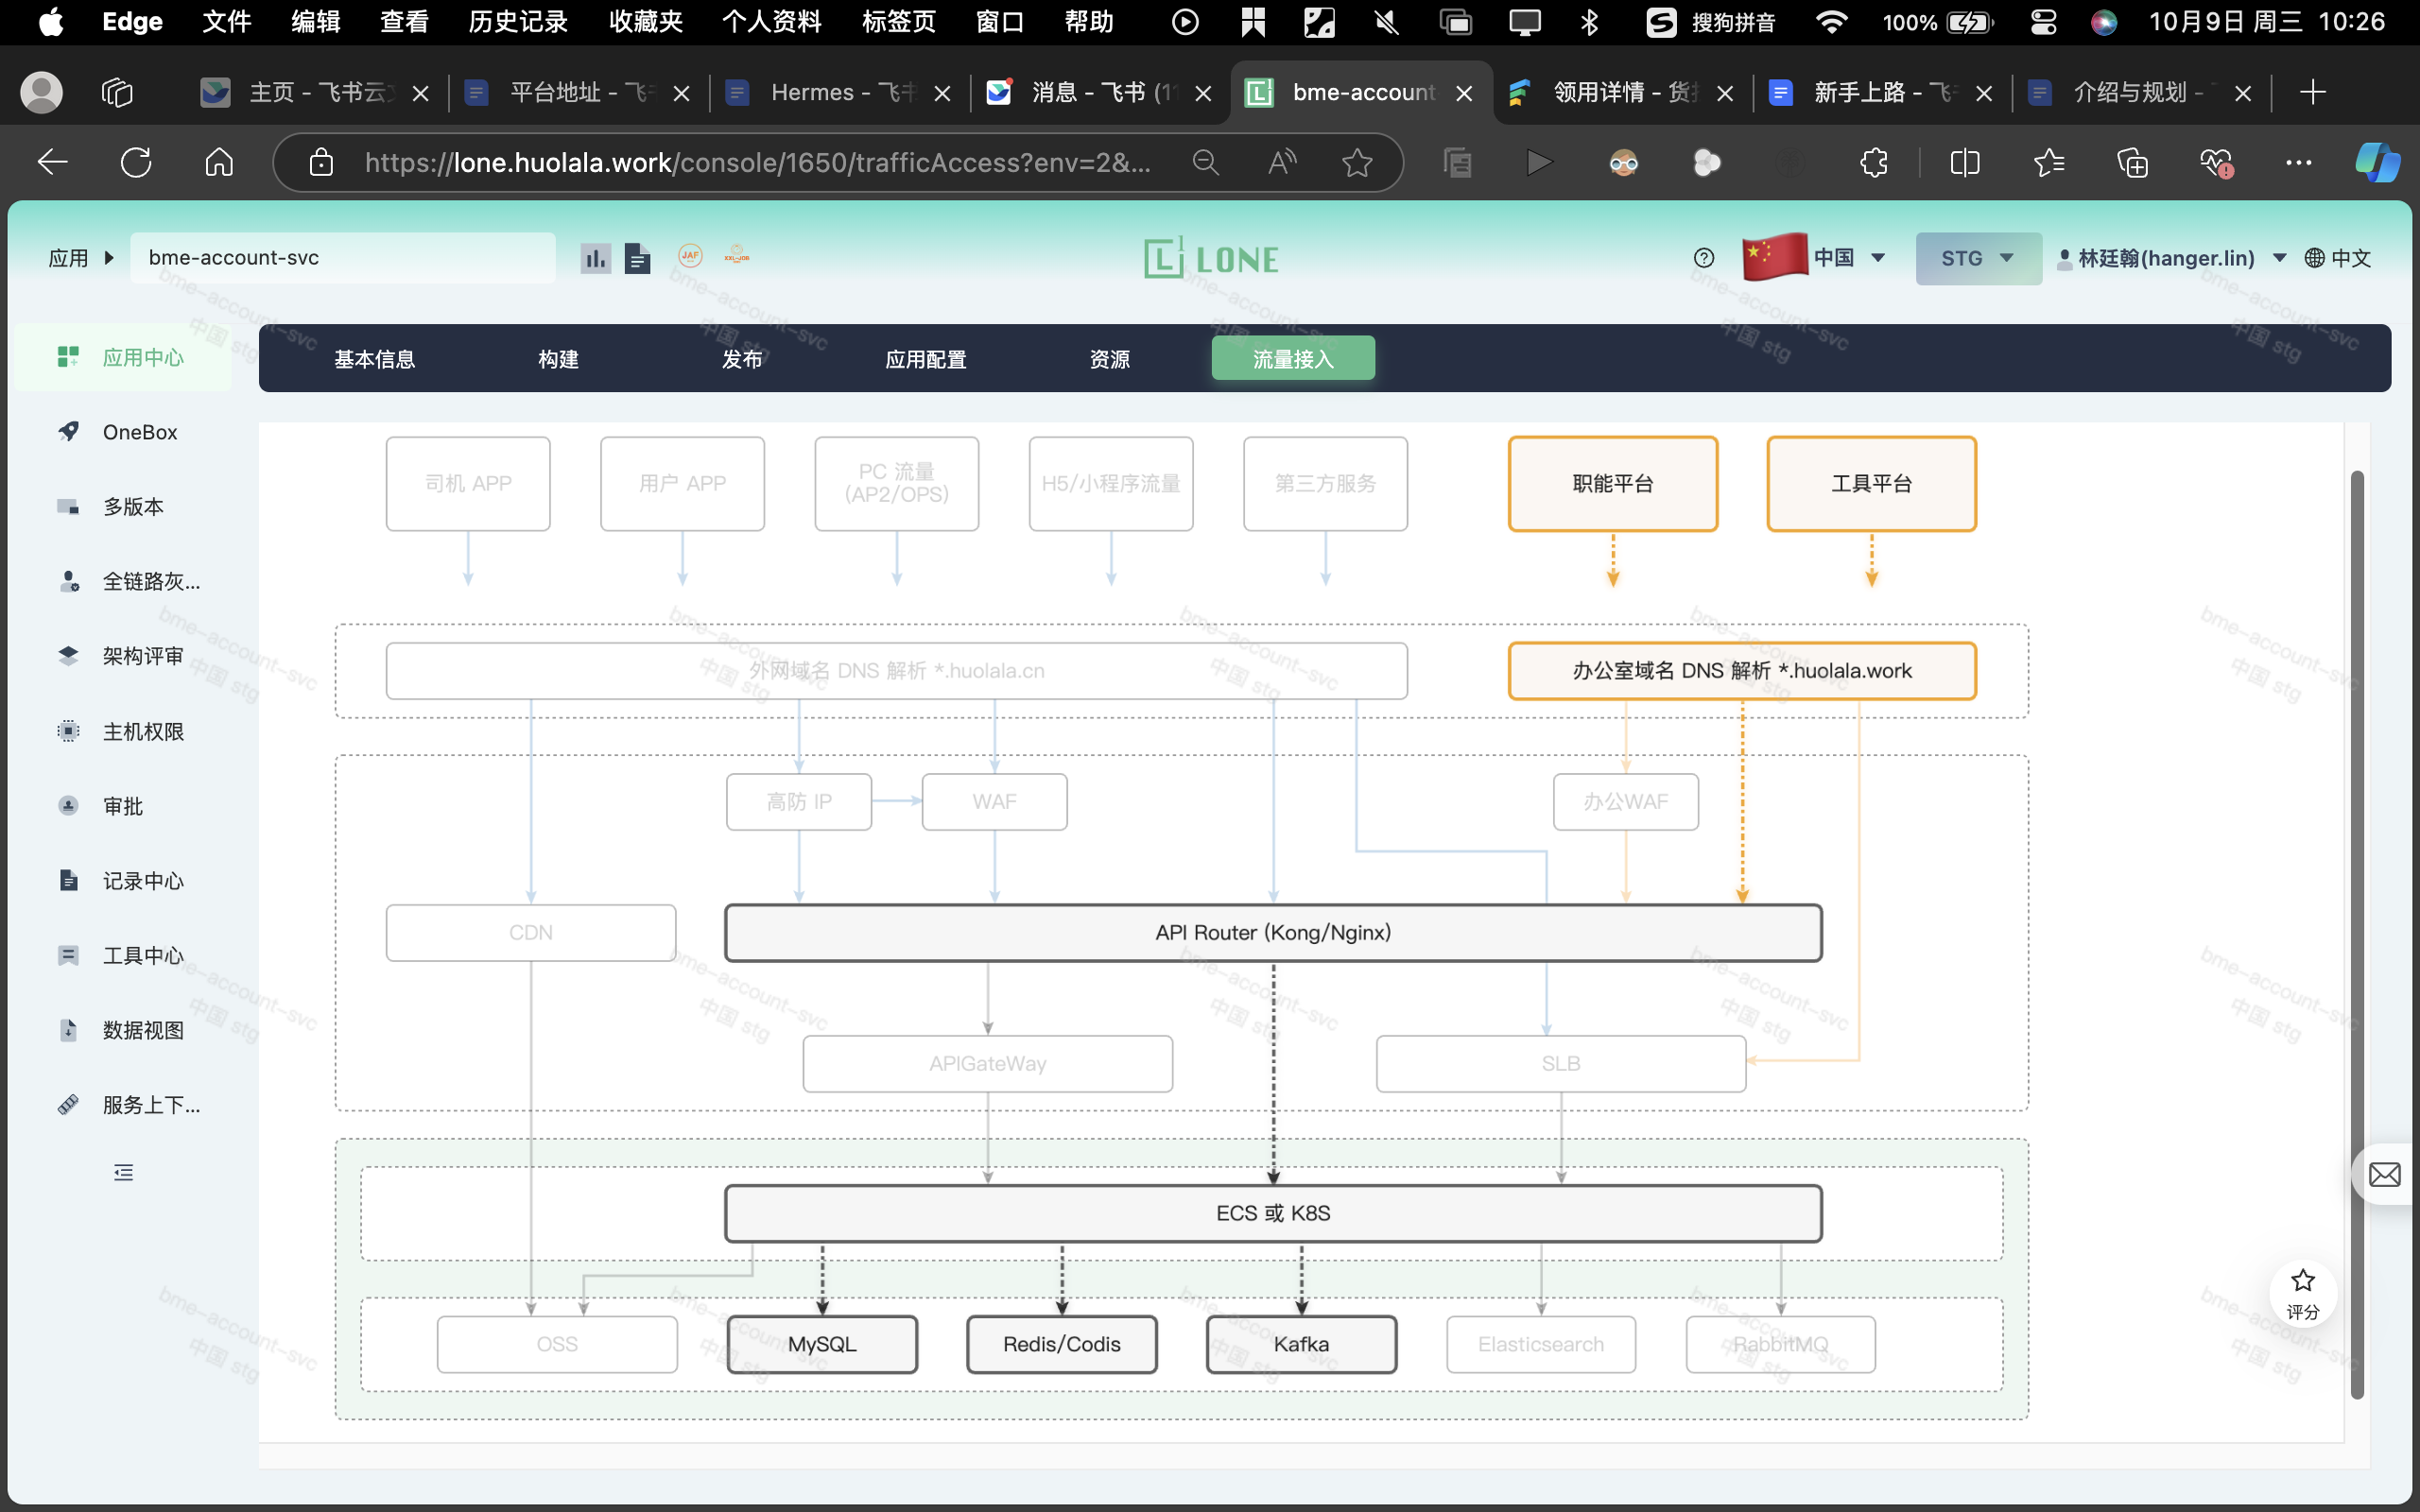 Edge 文件 编辑 查看 历史记录 收藏夹 个人资料 标签页 窗口 帮助 搜狗拼音 100% 10月9日 周三 10:26
主页 - 飞书云 平台地址 - 飞 Hermes - 飞书 消息 - 飞书 (1 bme-account 领用详情 - 货 新手上路 - 飞 介绍与规划 -
https://lone.huolala.work/console/1650/trafficAccess?env=2&...
应用 bme-account-svc JAF XXL-JOB LONE 中国 STG 林廷翰(hanger.lin) 中文
应用中心
OneBox
多版本
全链路灰...
架构评审
主机权限
审批
记录中心
工具中心
数据视图
服务上下...
基本信息 构建 发布 应用配置 资源 流量接入
司机 APP 用户 APP PC 流量 (AP2/OPS) H5/小程序流量 第三方服务 职能平台 工具平台
外网域名 DNS 解析 *.huolala.cn 办公室域名 DNS 解析 *.huolala.work
高防 IP WAF 办公WAF
CDN API Router (Kong/Nginx)
APIGateWay SLB
ECS 或 K8S
OSS MySQL Redis/Codis Kafka Elasticsearch RabbitMQ
评分
bme-account-svc
中国 stg